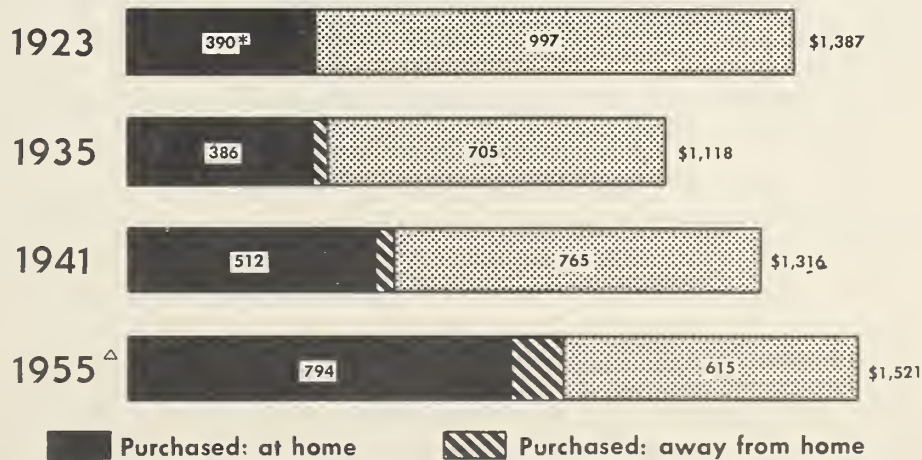 1923 390* 997 $1,387
1935 386 705 $1,118
1941 512 765 $1,316
1955 △ 794 615 $1,521
Purchased: at home Purchased: away from home